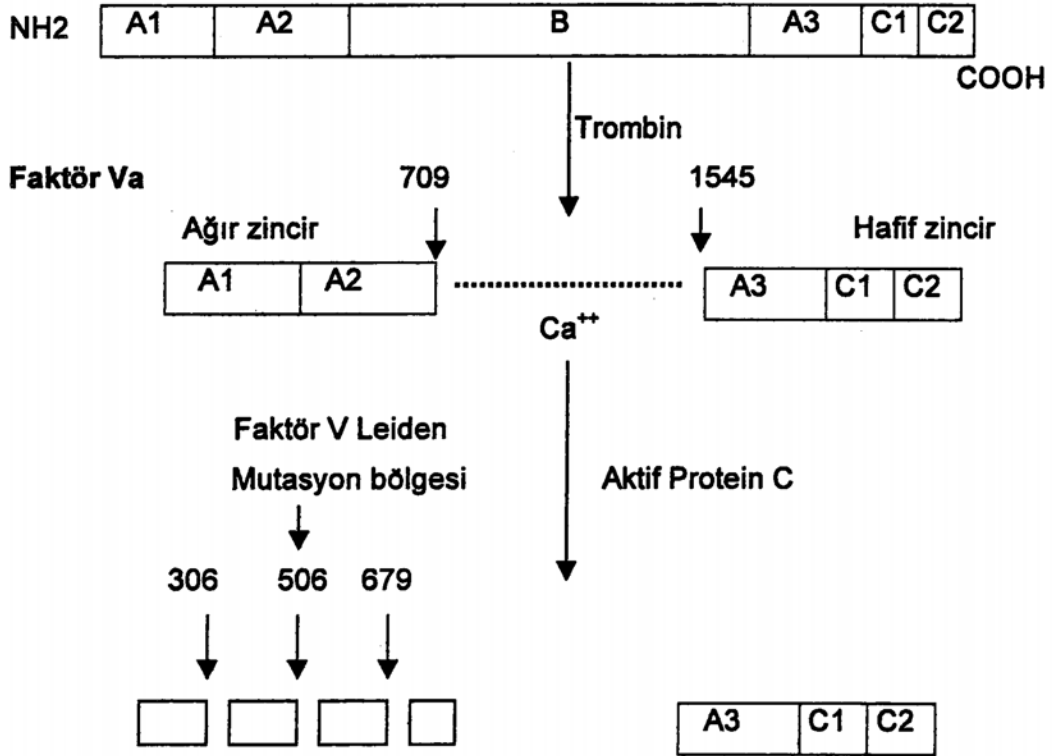 NH2 A1 A2 B A3 C1 C2
COOH
Trombin
Faktör Va 709 1545
Ağır zincir Hafif zincir
A1 A2 A3 C1 C2
Ca++
Faktör V Leiden
Mutasyon bölgesi Aktif Protein C
306 506 679
A3 C1 C2